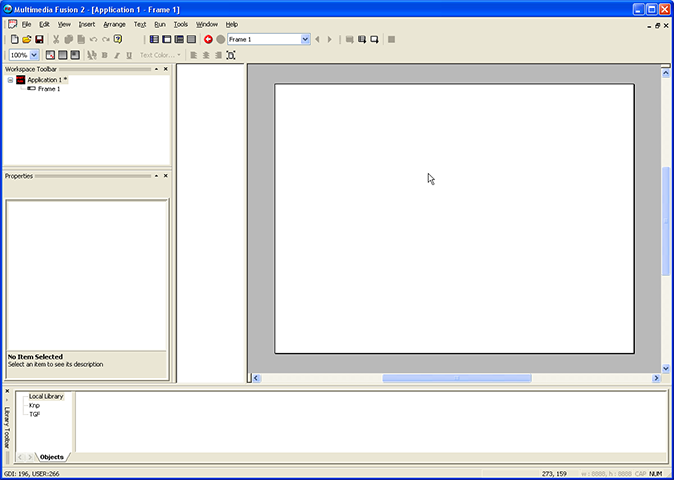 Multimedia Fusion 2 - [Application 1 - Frame 1]
File Edit View Insert Arrange Text Run Tools Window Help
Frame 1
100% Text Color...
Workspace Toolbar
Application 1 *
Frame 1
Properties
No Item Selected
Select an item to see its description
Library Toolbar
Local Library
Knp
TGF
Objects
GDI: 196, USER:266 273, 159 CAP NUM